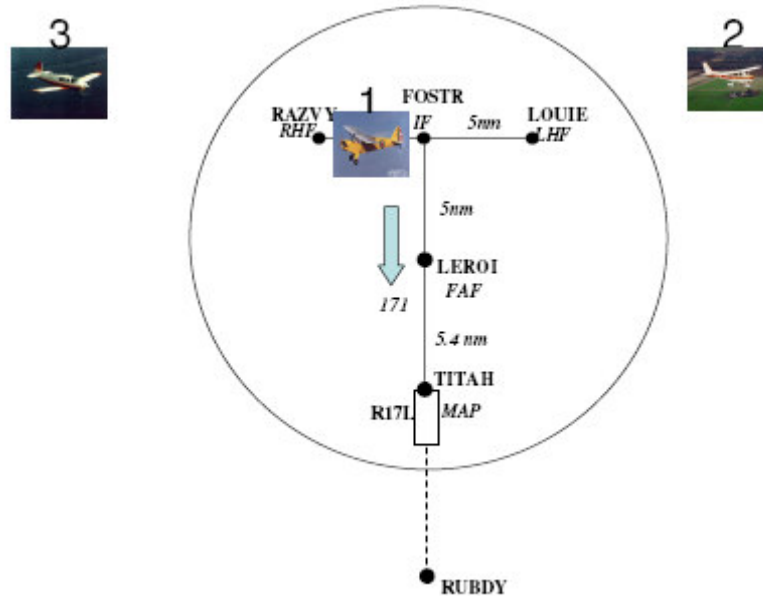 3
2
1
FOSTR
RAZVY
LOUIE
RHF
IF
5nm
LHF
5nm
LEROI
FAF
171
5.4 nm
TITAH
R17L
MAP
RUBDY